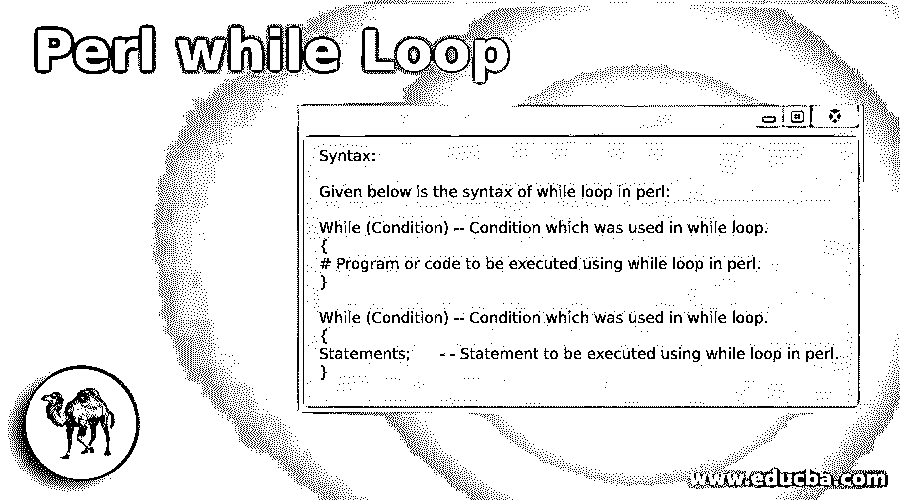 Perl while Loop
Syntax:
Given below is the syntax of while loop in perl:
While (Condition) -- Condition which was used in while loop.
{
# Program or code to be executed using while loop in perl.
}
While (Condition) -- Condition which was used in while loop.
{
Statements; - - Statement to be executed using while loop in perl.
}
www.educba.com